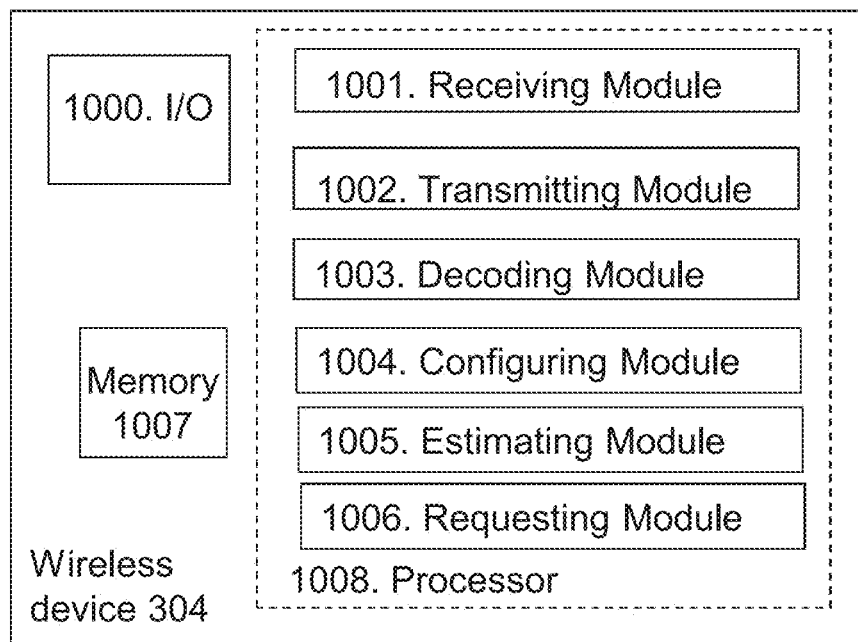 1000. I/O
1001. Receiving Module
1002. Transmitting Module
1003. Decoding Module
1004. Configuring Module
1005. Estimating Module
1006. Requesting Module
Memory
1007
1008. Processor
Wireless
device 304